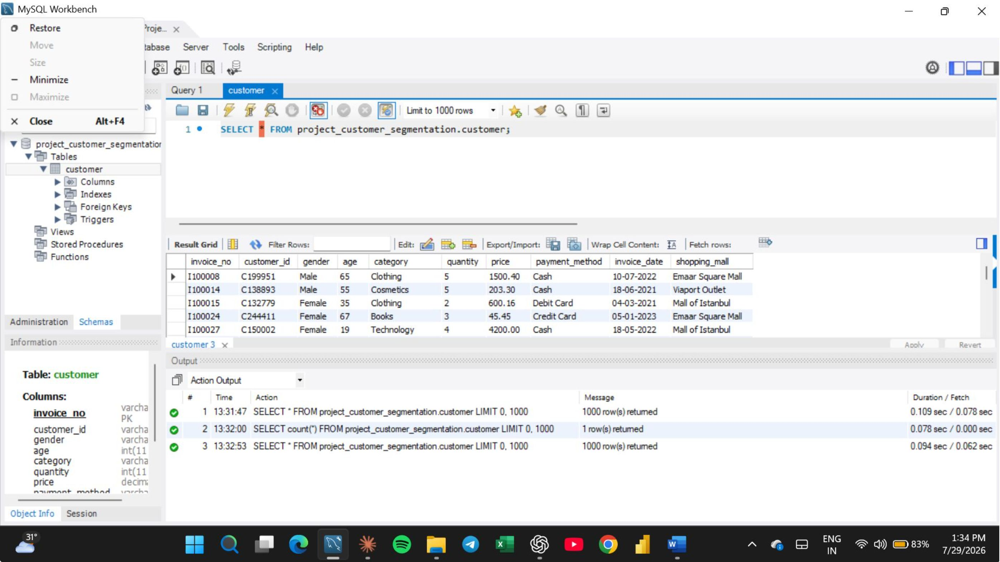 MySQL Workbench
Restore
Move
Size
Minimize
Maximize
Close Alt+F4
Proje...
tabase Server Tools Scripting Help
Query 1 customer
Limit to 1000 rows
1 SELECT * FROM project_customer_segmentation.customer;
project_customer_segmentation
Tables
customer
Columns
Indexes
Foreign Keys
Triggers
Views
Stored Procedures
Functions
Administration Schemas
Information
Table: customer
Columns:
invoice_no varcha
PK
customer_id varcha
gender varcha
age int(11
category varcha
quantity int(11
price decima
payment_method varcha
Object Info Session
Result Grid Filter Rows: Edit: Export/Import: Wrap Cell Content: Fetch rows:
invoice_no customer_id gender age category quantity price payment_method invoice_date shopping_mall
I100008 C199951 Male 65 Clothing 5 1500.40 Cash 10-07-2022 Emaar Square Mall
I100014 C138893 Male 55 Cosmetics 5 203.30 Cash 18-06-2021 Viaport Outlet
I100015 C132779 Female 35 Clothing 2 600.16 Debit Card 04-03-2021 Mall of Istanbul
I100024 C244411 Female 67 Books 3 45.45 Credit Card 05-01-2023 Emaar Square Mall
I100027 C150002 Female 19 Technology 4 4200.00 Cash 18-05-2022 Mall of Istanbul
customer 3 Apply Revert
Output
Action Output
# Time Action Message Duration / Fetch
1 13:31:47 SELECT * FROM project_customer_segmentation.customer LIMIT 0, 1000 1000 row(s) returned 0.109 sec / 0.078 sec
2 13:32:00 SELECT count(*) FROM project_customer_segmentation.customer LIMIT 0, 1000 1 row(s) returned 0.078 sec / 0.000 sec
3 13:32:53 SELECT * FROM project_customer_segmentation.customer LIMIT 0, 1000 1000 row(s) returned 0.094 sec / 0.062 sec
31°
ENG
IN
83%
1:34 PM
7/29/2026